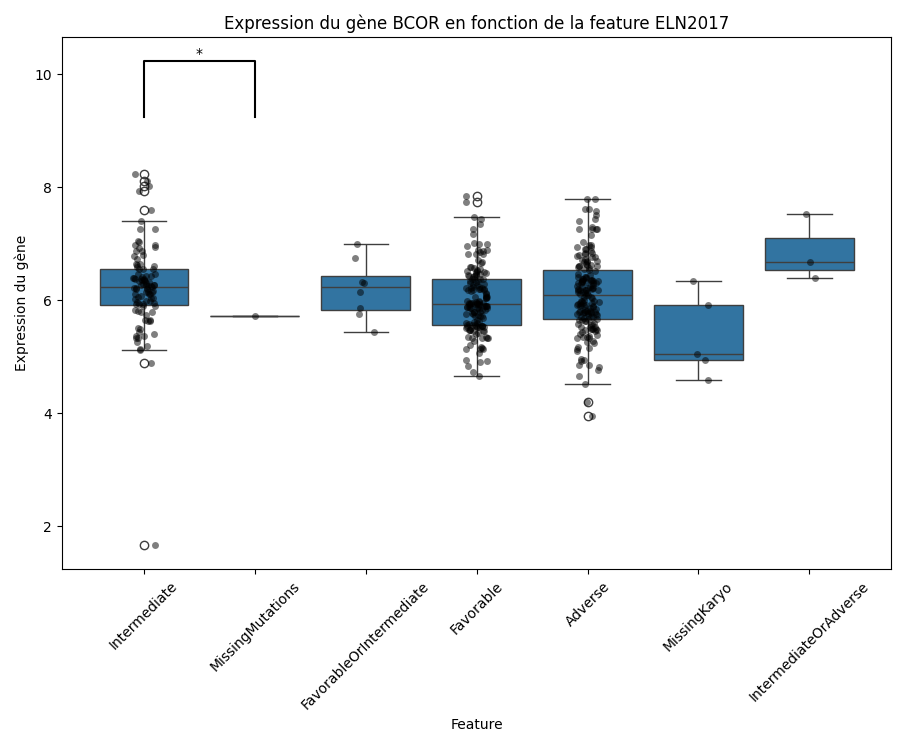 Expression du gène BCOR en fonction de la feature ELN2017
*
10
8
6
4
2
Expression du gène
Intermediate
MissingMutations
FavorableOrIntermediate
Favorable
Adverse
MissingKaryo
IntermediateOrAdverse
Feature